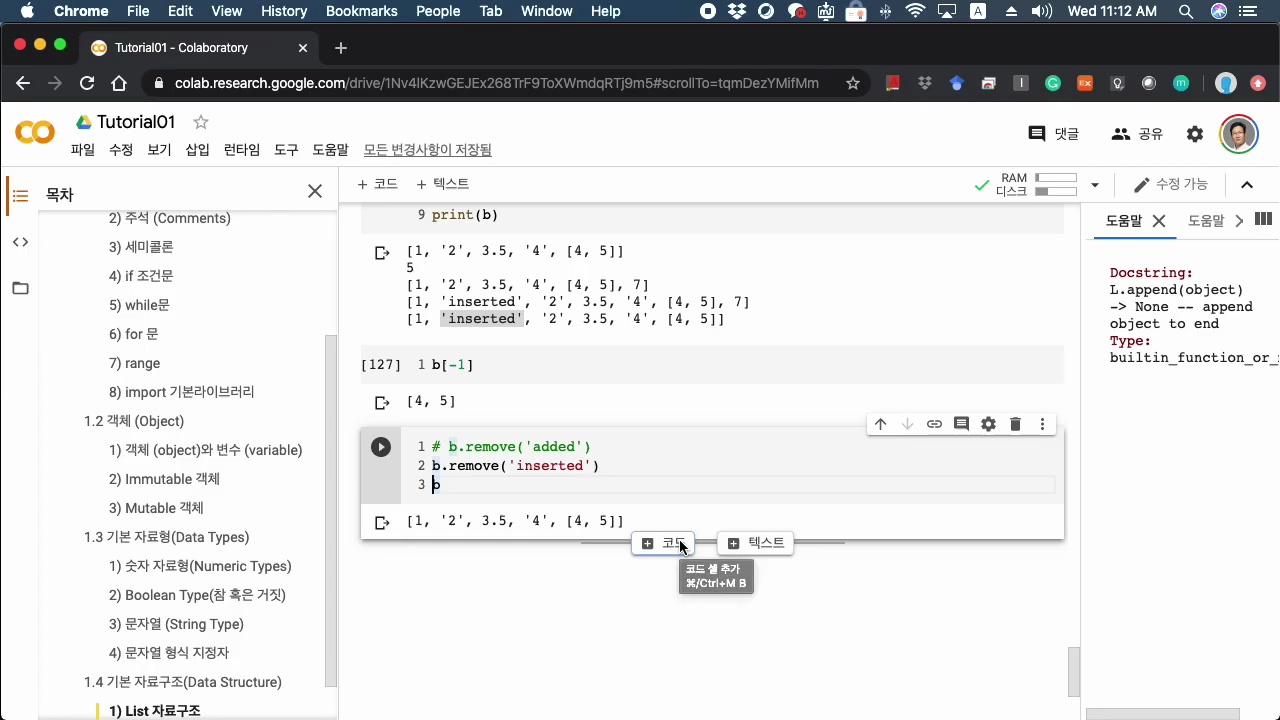 Chrome File Edit View History Bookmarks People Tab Window Help A Wed 11:12 AM
Tutorial01 - Colaboratory
colab.research.google.com/drive/1Nv4lKzwGEJEx268TrF9ToXWmdqRTj9m5#scrollTo=tqmDezYMifMm
Tutorial01
댓글 공유
파일 수정 보기 삽입 런타임 도구 도움말 모든 변경사항이 저장됨
목차
+ 코드 + 텍스트
RAM
디스크
수정 가능
2) 주석 (Comments)
3) 세미콜론
4) if 조건문
5) while문
6) for 문
7) range
8) import 기본라이브러리
1.2 객체 (Object)
1) 객체 (object)와 변수 (variable)
2) Immutable 객체
3) Mutable 객체
1.3 기본 자료형(Data Types)
1) 숫자 자료형(Numeric Types)
2) Boolean Type(참 혹은 거짓)
3) 문자열 (String Type)
4) 문자열 형식 지정자
1.4 기본 자료구조(Data Structure)
1) List 자료구조
9 print(b)
[1, '2', 3.5, '4', [4, 5]]
5
[1, '2', 3.5, '4', [4, 5], 7]
[1, 'inserted', '2', 3.5, '4', [4, 5], 7]
[1, 'inserted', '2', 3.5, '4', [4, 5]]
[127] 1 b[-1]
[4, 5]
1 # b.remove('added')
2 b.remove('inserted')
3 b
[1, '2', 3.5, '4', [4, 5]]
코드 텍스트
코드 셀 추가
⌘/Ctrl+M B
도움말 도움말
Docstring:
L.append(object)
-> None -- append
object to end
Type:
builtin_function_or_